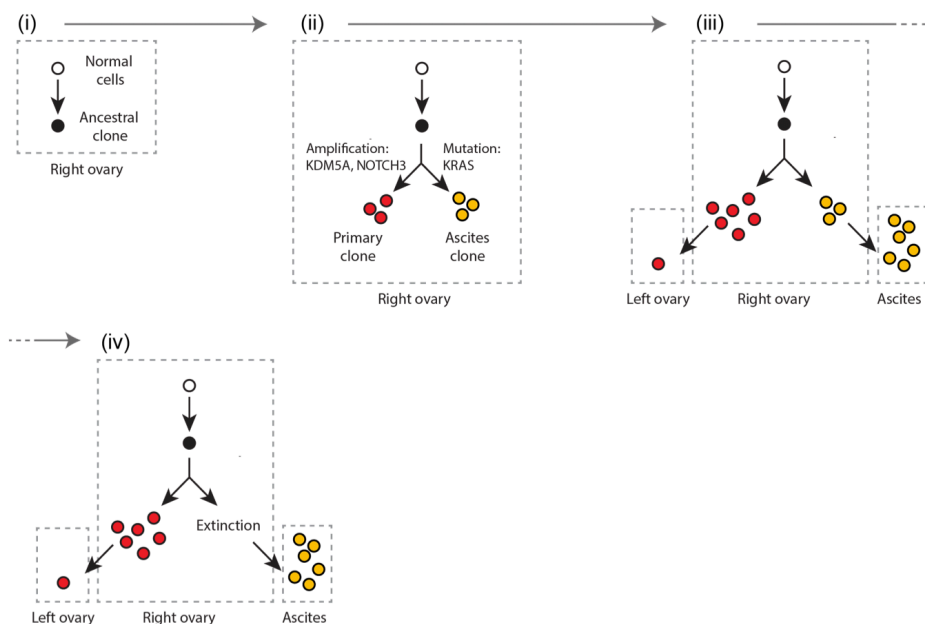 (i)
Normal
cells
Ancestral
clone
Right ovary
(ii)
Amplification:
KDM5A, NOTCH3
Mutation:
KRAS
Primary
clone
Ascites
clone
Right ovary
(iii)
Left ovary
Right ovary
Ascites
(iv)
Extinction
Left ovary
Right ovary
Ascites